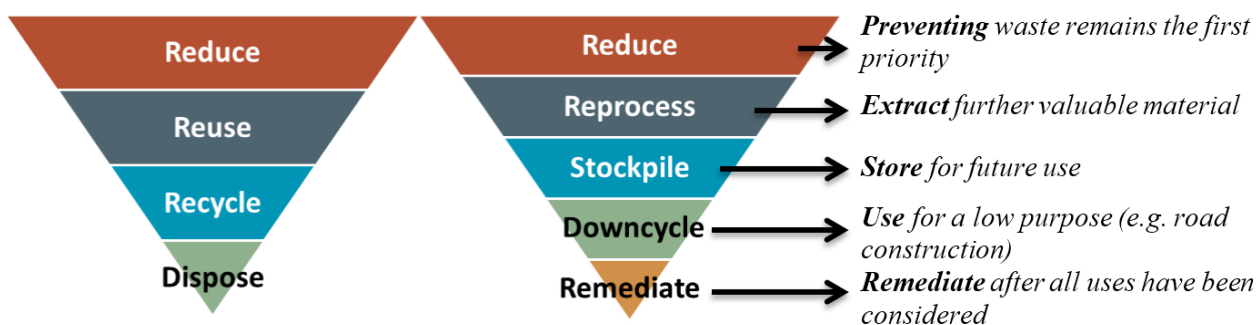 Reduce
Reuse
Recycle
Dispose
Reduce
Reprocess
Stockpile
Downcycle
Remediate
Preventing waste remains the first
priority
Extract further valuable material
Store for future use
Use for a low purpose (e.g. road
construction)
Remediate after all uses have been
considered